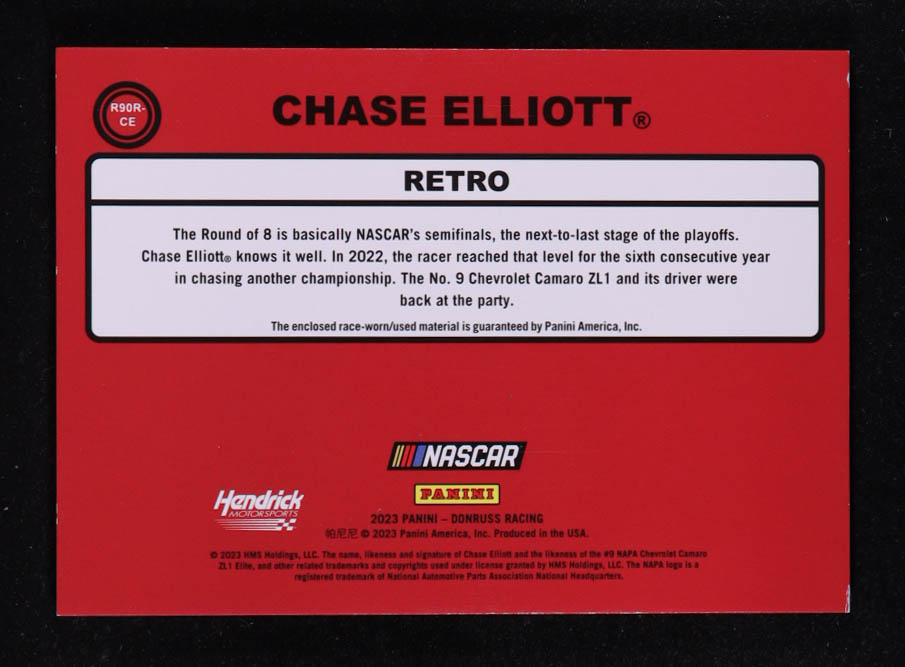 R90R-
CE
CHASE ELLIOTT®
RETRO
The Round of 8 is basically NASCAR's semifinals, the next-to-last stage of the playoffs.
Chase Elliott® knows it well. In 2022, the racer reached that level for the sixth consecutive year
in chasing another championship. The No. 9 Chevrolet Camaro ZL1 and its driver were
back at the party.
The enclosed race-worn/used material is guaranteed by Panini America, Inc.
NASCAR
PANINI
Hendrick
MOTORSPORTS
2023 PANINI – DONRUSS RACING
帕尼尼 © 2023 Panini America, Inc. Produced in the USA.
© 2023 HMS Holdings, LLC. The name, likeness and signature of Chase Elliott and the likeness of the #9 NAPA Chevrolet Camaro
ZL1 Elite, and other related trademarks and copyrights used under license granted by HMS Holdings, LLC. The NAPA logo is a
registered trademark of National Automotive Parts Association National Headquarters.